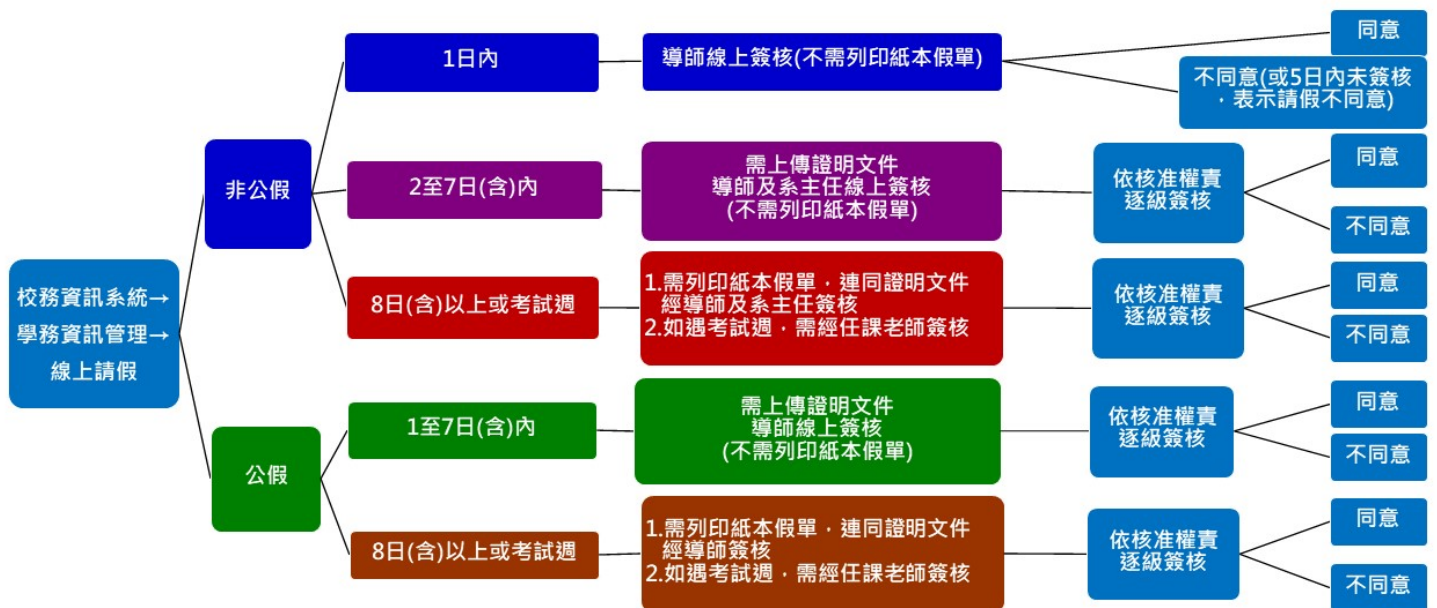 校務資訊系統→
學務資訊管理→
線上請假
非公假
1日內
導師線上簽核(不需列印紙本假單)
同意
不同意(或5日內未簽核
，表示請假不同意)
2至7日(含)內
需上傳證明文件
導師及系主任線上簽核
(不需列印紙本假單)
依核准權責
逐級簽核
同意
不同意
8日(含)以上或考試週
1.需列印紙本假單，連同證明文件
經導師及系主任簽核
2.如遇考試週，需經任課老師簽核
依核准權責
逐級簽核
同意
不同意
公假
1至7日(含)內
需上傳證明文件
導師線上簽核
(不需列印紙本假單)
依核准權責
逐級簽核
同意
不同意
8日(含)以上或考試週
1.需列印紙本假單，連同證明文件
經導師簽核
2.如遇考試週，需經任課老師簽核
依核准權責
逐級簽核
同意
不同意